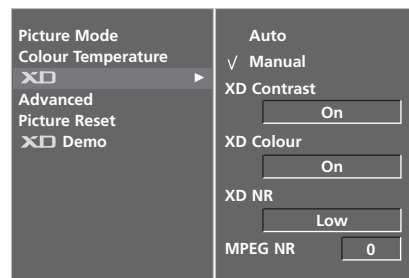 Picture Mode
Colour Temperature
XD
Advanced
Picture Reset
XD Demo
Auto
√ Manual
XD Contrast
On
XD Colour
On
XD NR
Low
MPEG NR 0